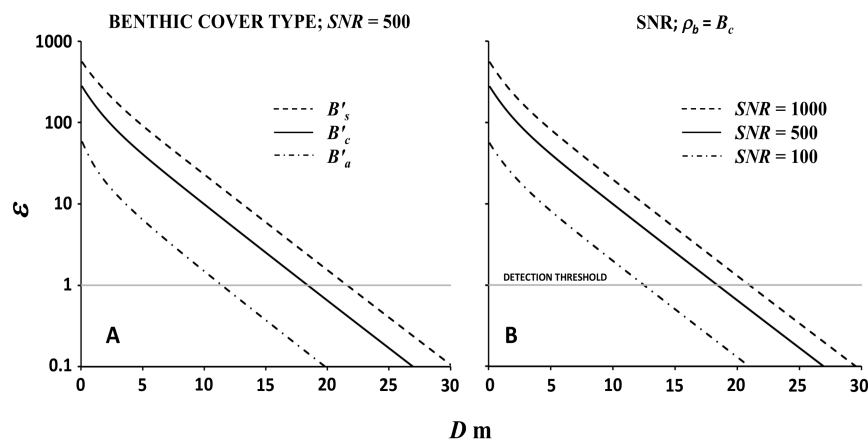 BENTHIC COVER TYPE; SNR = 500
SNR; ρb = Bc
1000
100
10
1
0.1
ε
B's
B'c
B'a
A
0 5 10 15 20 25 30
SNR = 1000
SNR = 500
SNR = 100
DETECTION THRESHOLD
B
0 5 10 15 20 25 30
D m